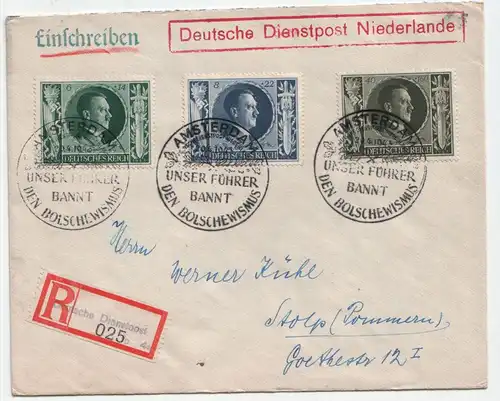 Einschreiben
Deutsche Dienstpost Niederlande
DEUTSCHES REICH
DEUTSCHES REICH
DEUTSCHES REICH
AMSTERDAM
UNSER FÜHRER
BANNT
DEN BOLSCHEWISMUS
AMSTERDAM
UNSER FÜHRER
BANNT
DEN BOLSCHEWISMUS
AMSTERDAM
UNSER FÜHRER
BANNT
DEN BOLSCHEWISMUS
Herrn
Werner Kühl
Stolp (Pommern)
Goethestr 12 I
R
Dienstpost
025